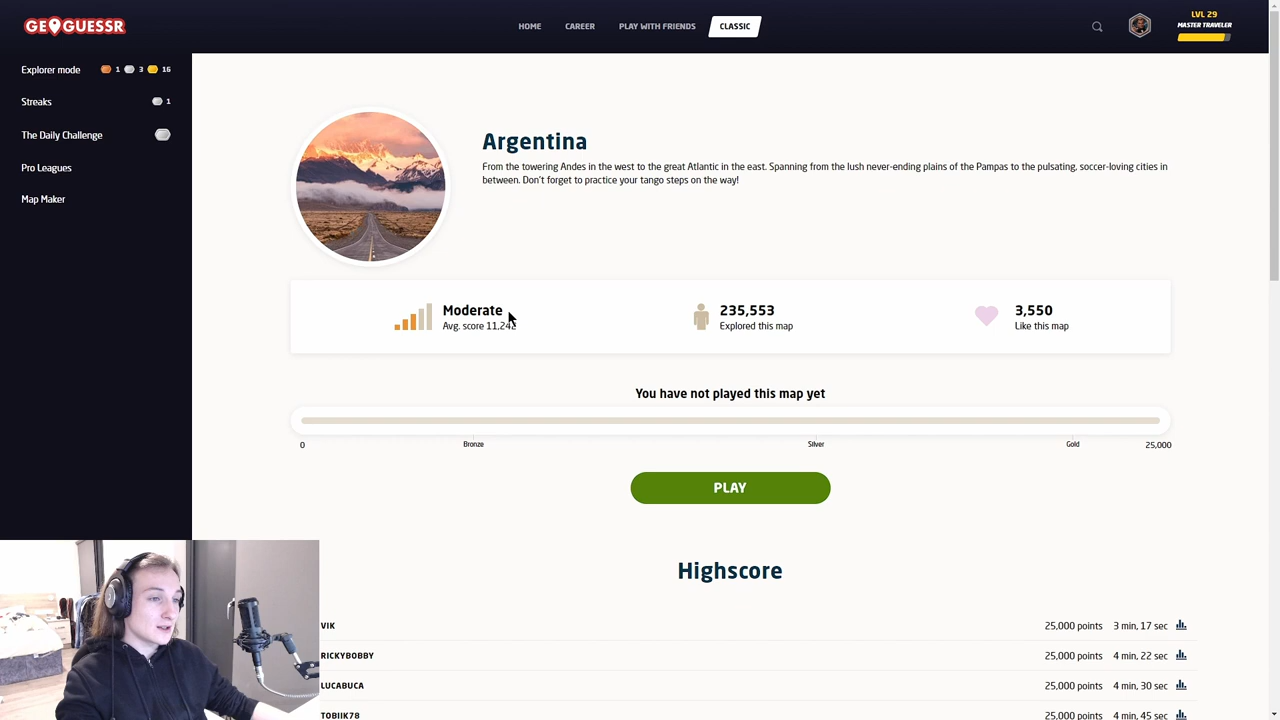 GEOGUESSR
HOME
CAREER
PLAY WITH FRIENDS
CLASSIC
LVL 29
MASTER TRAVELER
Explorer mode 1 3 16
Streaks 1
The Daily Challenge
Pro Leagues
Map Maker
Argentina
From the towering Andes in the west to the great Atlantic in the east. Spanning from the lush never-ending plains of the Pampas to the pulsating, soccer-loving cities in
between. Don't forget to practice your tango steps on the way!
Moderate
Avg. score
235,553
Explored this map
3,550
Like this map
You have not played this map yet
0
Bronze
Silver
Gold
25,000
PLAY
Highscore
VIK 25,000 points 3 min, 17 sec
RICKYBOBBY 25,000 points 4 min, 22 sec
LUCABUCA 25,000 points 4 min, 30 sec
TOBIIK78 25,000 points 4 min, 45 sec